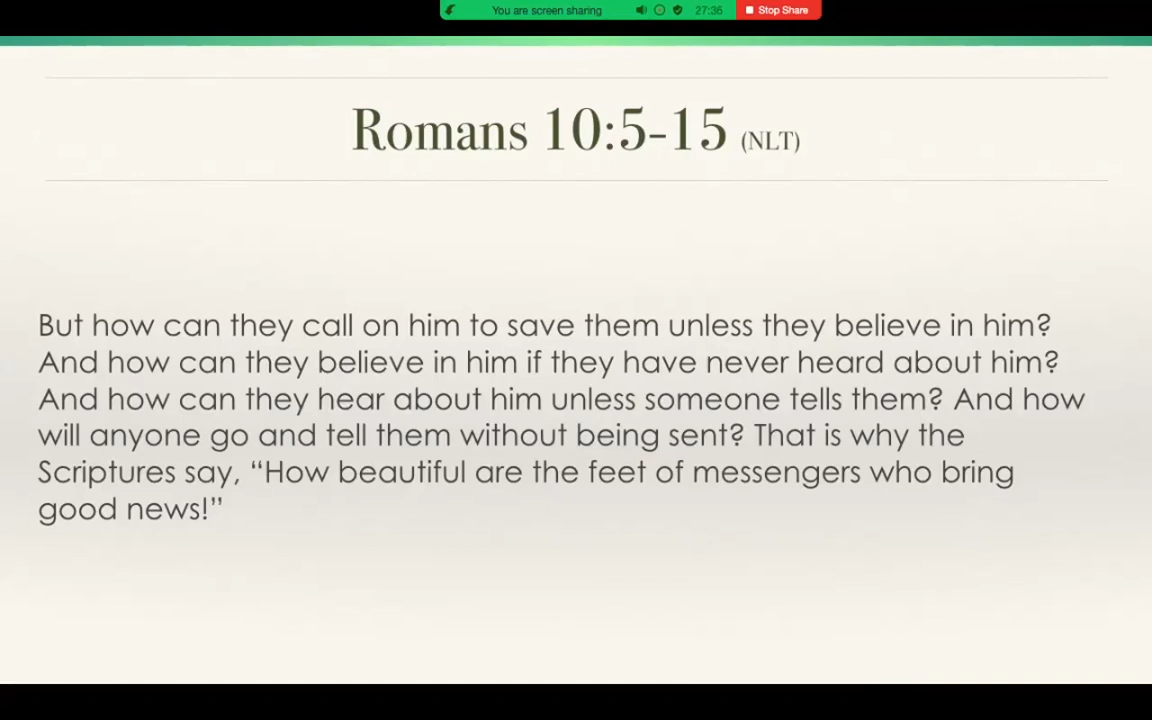 You are screen sharing 27:36 Stop Share
Romans 10:5-15 (NLT)
But how can they call on him to save them unless they believe in him?
And how can they believe in him if they have never heard about him?
And how can they hear about him unless someone tells them? And how
will anyone go and tell them without being sent? That is why the
Scriptures say, “How beautiful are the feet of messengers who bring
good news!”